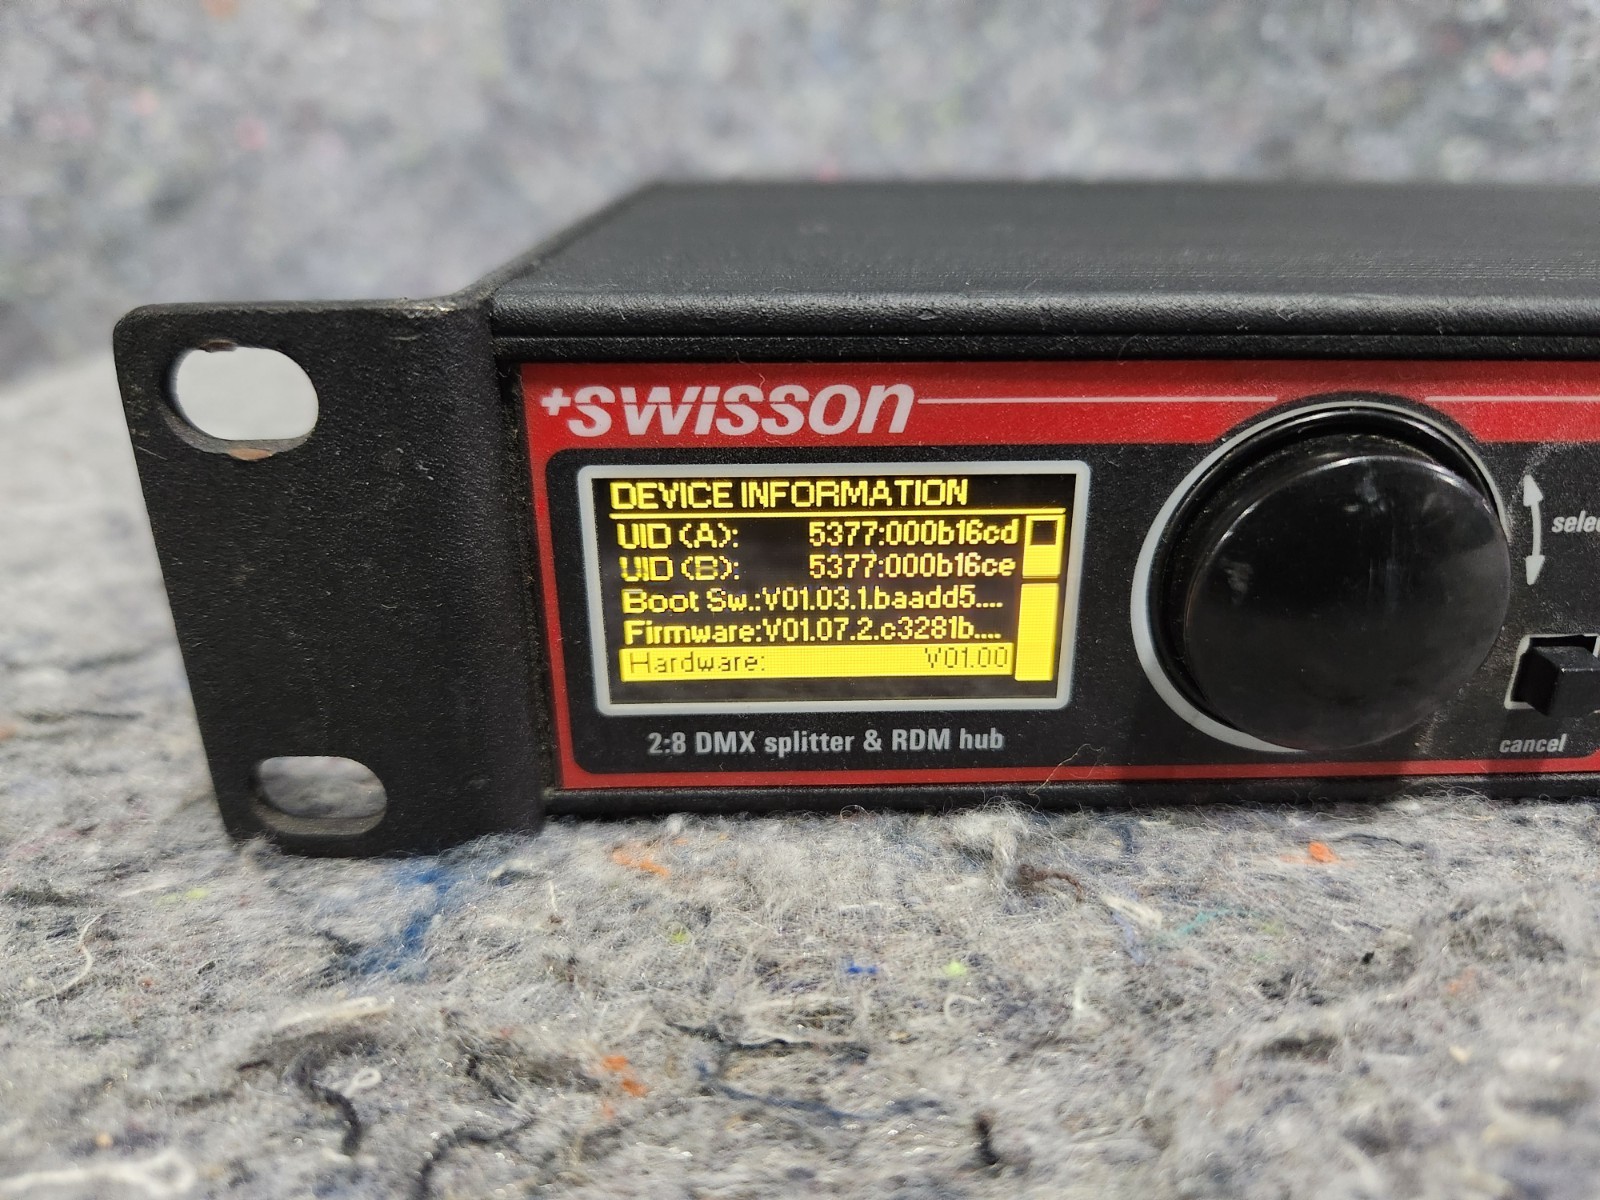 +swisson
DEVICE INFORMATION
UID (A): 5377:000b16cd
UID (B): 5377:000b16ce
Boot Sw.:V01.03.1.baadd5....
Firmware:V01.07.2.c3281b....
Hardware: V01.00
2:8 DMX splitter & RDM hub
cancel